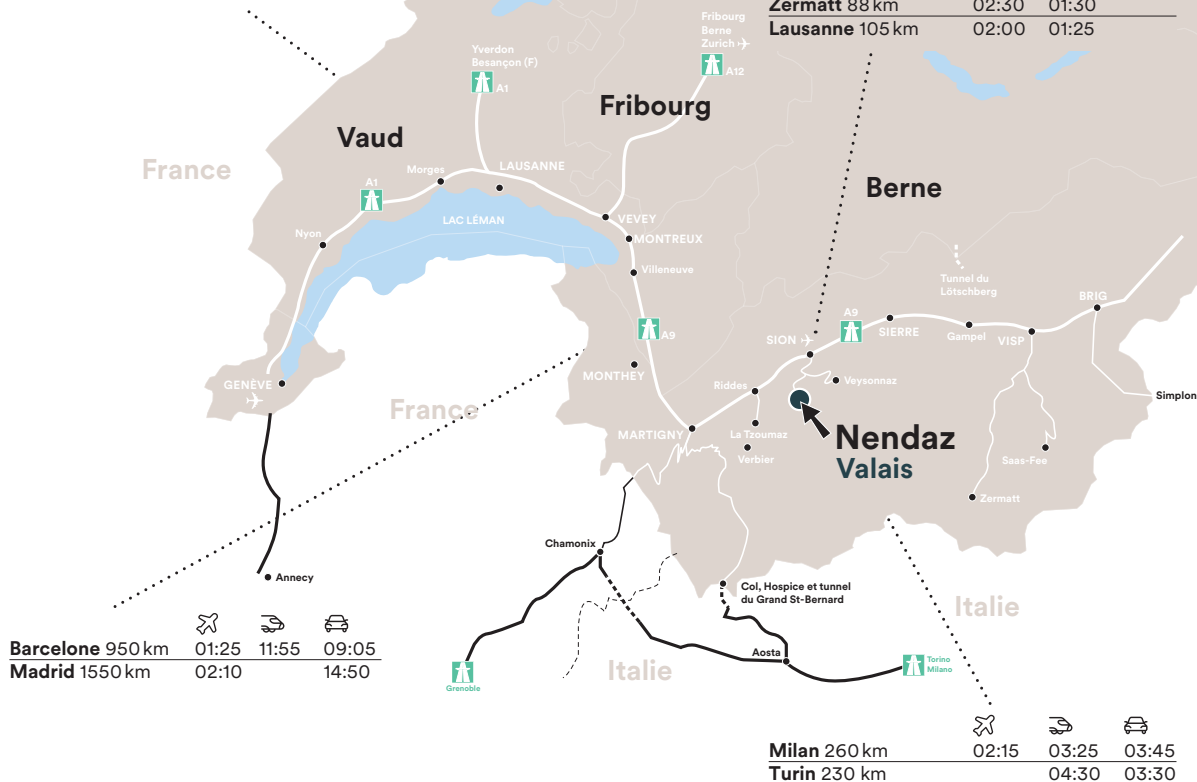 Zermatt 88 km 02:30 01:30
Lausanne 105 km 02:00 01:25
Fribourg
Berne
Zurich
A12
Yverdon
Besançon (F)
A1
Fribourg
Vaud
France
Morges
LAUSANNE
A1
Berne
LAC LÉMAN
VEVEY
Nyon
MONTREUX
Villeneuve
Tunnel du
Lötschberg
BRIG
A9
A9
SION
SIERRE
Gampel
VISP
GENÈVE
MONTHEY
Riddes
Veysonnaz
Simplon
France
MARTIGNY
La Tzoumaz
Verbier
Nendaz
Valais
Saas-Fee
Zermatt
Chamonix
Annecy
Col, Hospice et tunnel
du Grand St-Bernard
Italie
Barcelone 950 km 01:25 11:55 09:05
Madrid 1550 km 02:10 14:50
Italie
Aosta
Torino
Milano
Grenoble
Milan 260 km 02:15 03:25 03:45
Turin 230 km 04:30 03:30